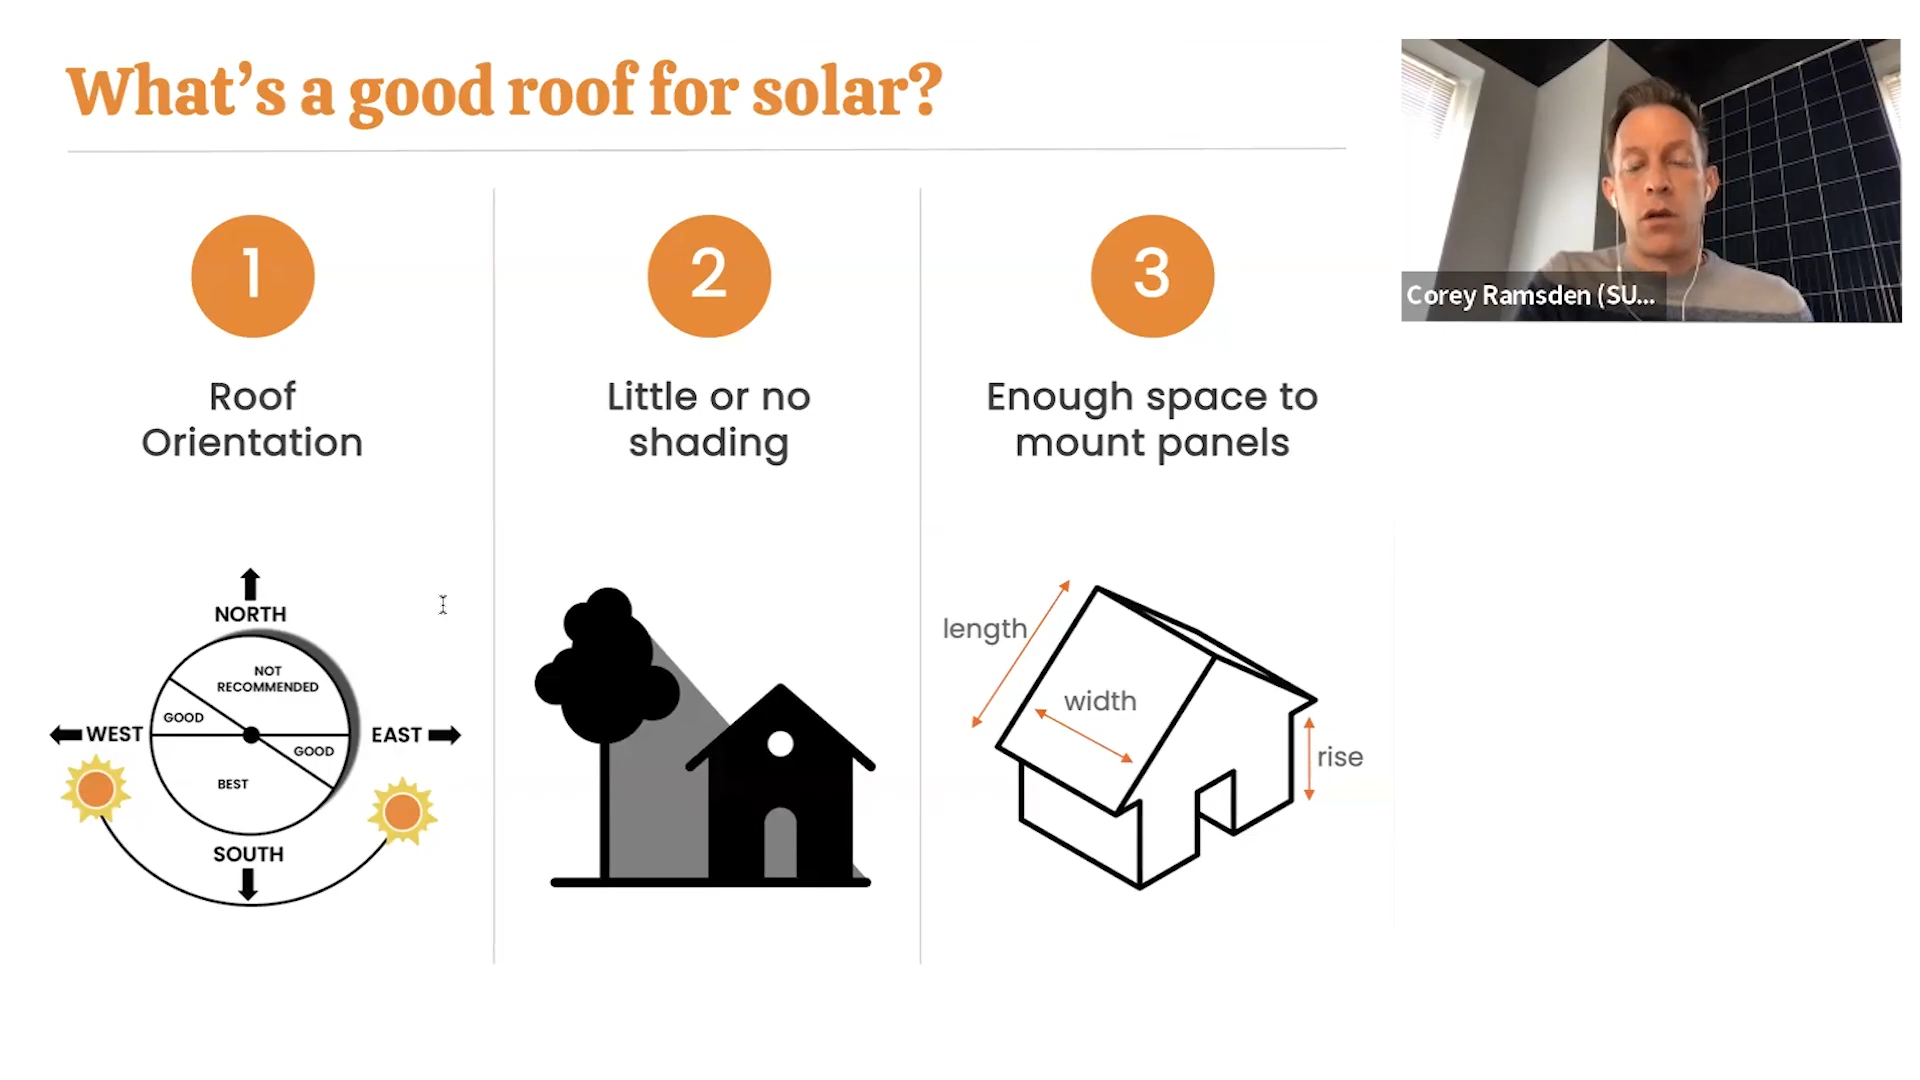 What's a good roof for solar?
1
Roof
Orientation
NORTH
NOT
RECOMMENDED
GOOD
WEST
EAST
GOOD
BEST
SOUTH
2
Little or no
shading
3
Enough space to
mount panels
length
width
rise
Corey Ramsden (SU...